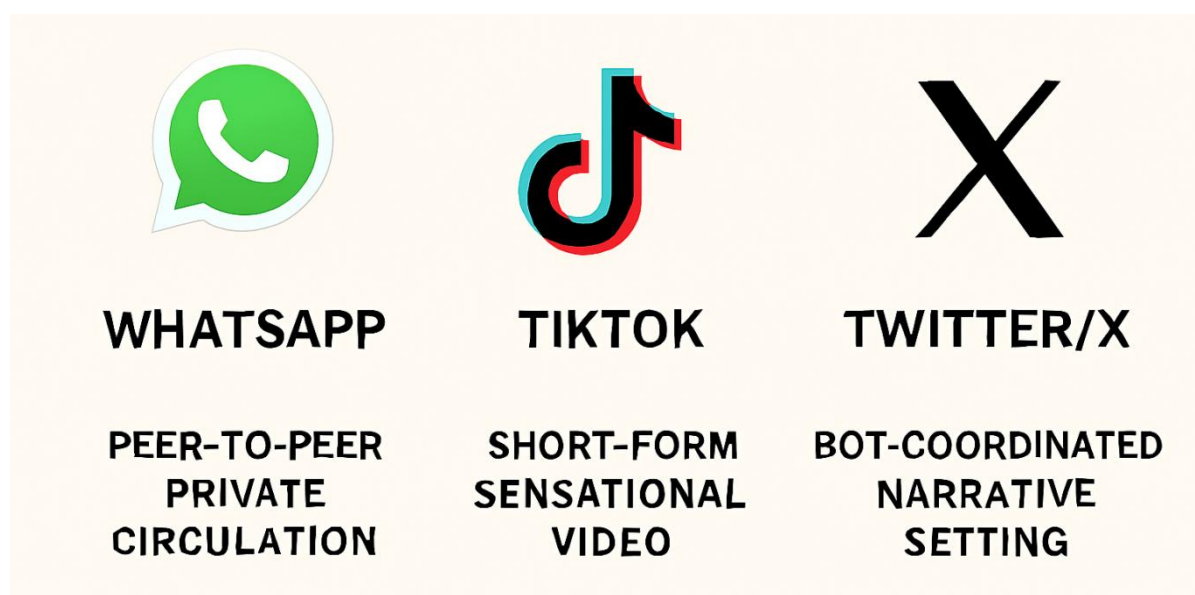 WHATSAPP
PEER-TO-PEER
PRIVATE
CIRCULATION
TIKTOK
SHORT-FORM
SENSATIONAL
VIDEO
TWITTER/X
BOT-COORDINATED
NARRATIVE
SETTING